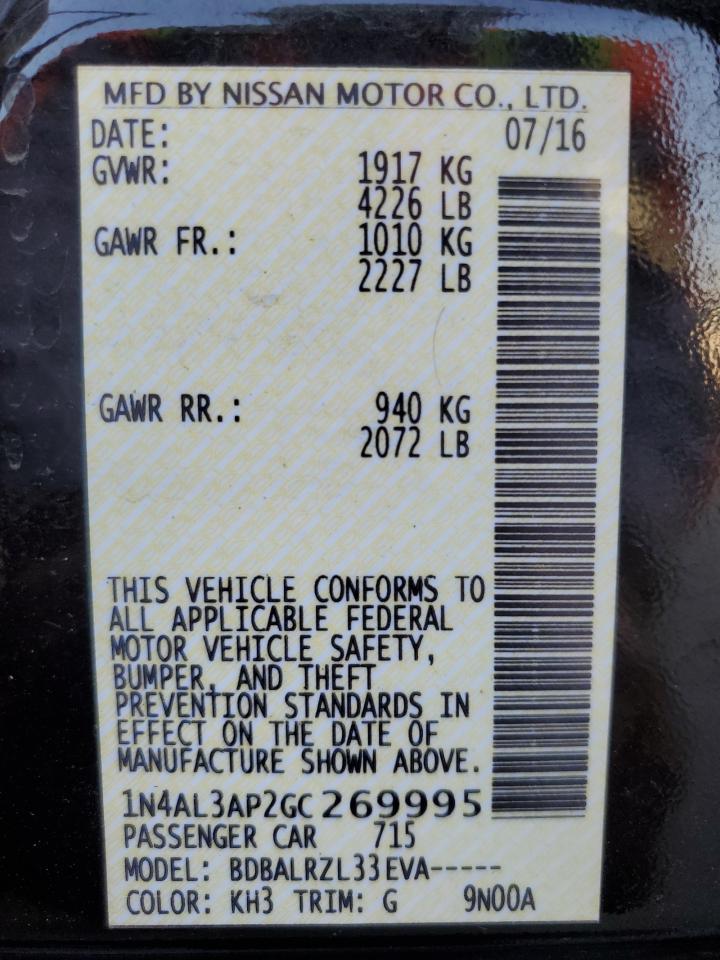 MFD BY NISSAN MOTOR CO., LTD.
DATE: 07/16
GVWR: 1917 KG
4226 LB
GAWR FR.: 1010 KG
2227 LB
GAWR RR.: 940 KG
2072 LB
THIS VEHICLE CONFORMS TO
ALL APPLICABLE FEDERAL
MOTOR VEHICLE SAFETY,
BUMPER, AND THEFT
PREVENTION STANDARDS IN
EFFECT ON THE DATE OF
MANUFACTURE SHOWN ABOVE.
1N4AL3AP2GC269995
PASSENGER CAR 715
MODEL: BDBALRZL33EVA-----
COLOR: KH3 TRIM: G 9N00A